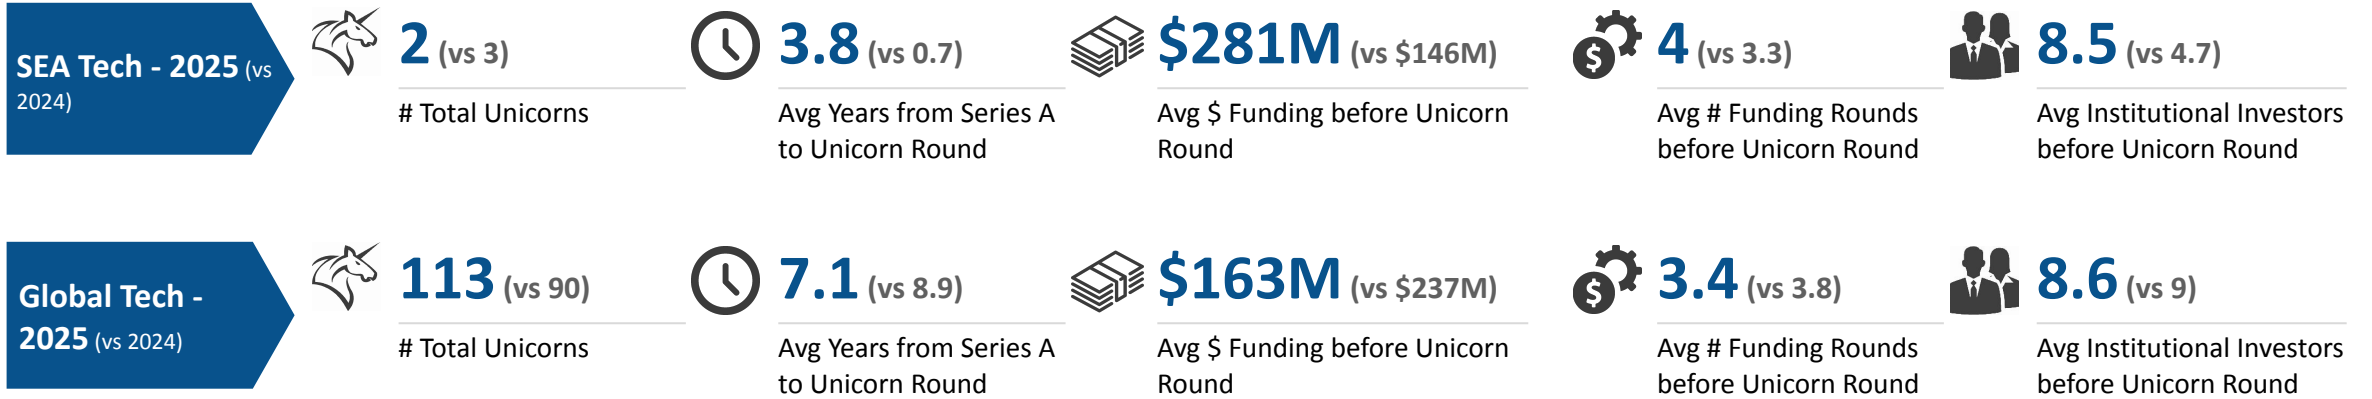 SEA Tech - 2025 (vs
2024)
2 (vs 3)
# Total Unicorns
3.8 (vs 0.7)
Avg Years from Series A
to Unicorn Round
$281M (vs $146M)
Avg $ Funding before Unicorn
Round
4 (vs 3.3)
Avg # Funding Rounds
before Unicorn Round
8.5 (vs 4.7)
Avg Institutional Investors
before Unicorn Round
Global Tech -
2025 (vs 2024)
113 (vs 90)
# Total Unicorns
7.1 (vs 8.9)
Avg Years from Series A
to Unicorn Round
$163M (vs $237M)
Avg $ Funding before Unicorn
Round
3.4 (vs 3.8)
Avg # Funding Rounds
before Unicorn Round
8.6 (vs 9)
Avg Institutional Investors
before Unicorn Round